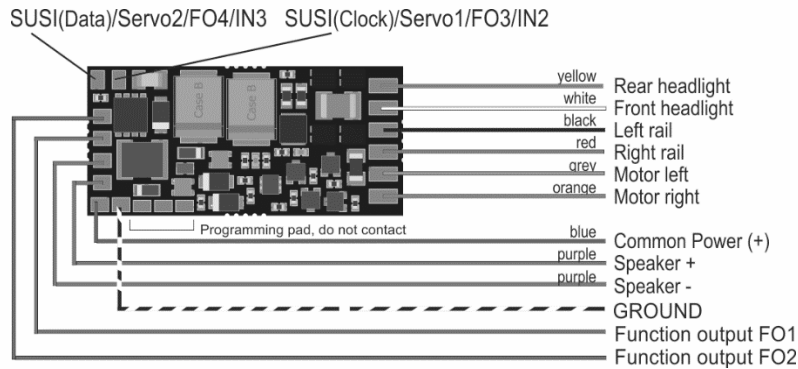 SUSI(Data)/Servo2/FO4/IN3
SUSI(Clock)/Servo1/FO3/IN2
Case B
Case B
yellow
Rear headlight
white
Front headlight
black
Left rail
red
Right rail
grey
Motor left
orange
Motor right
Programming pad, do not contact
blue
Common Power (+)
purple
Speaker +
purple
Speaker -
GROUND
Function output FO1
Function output FO2